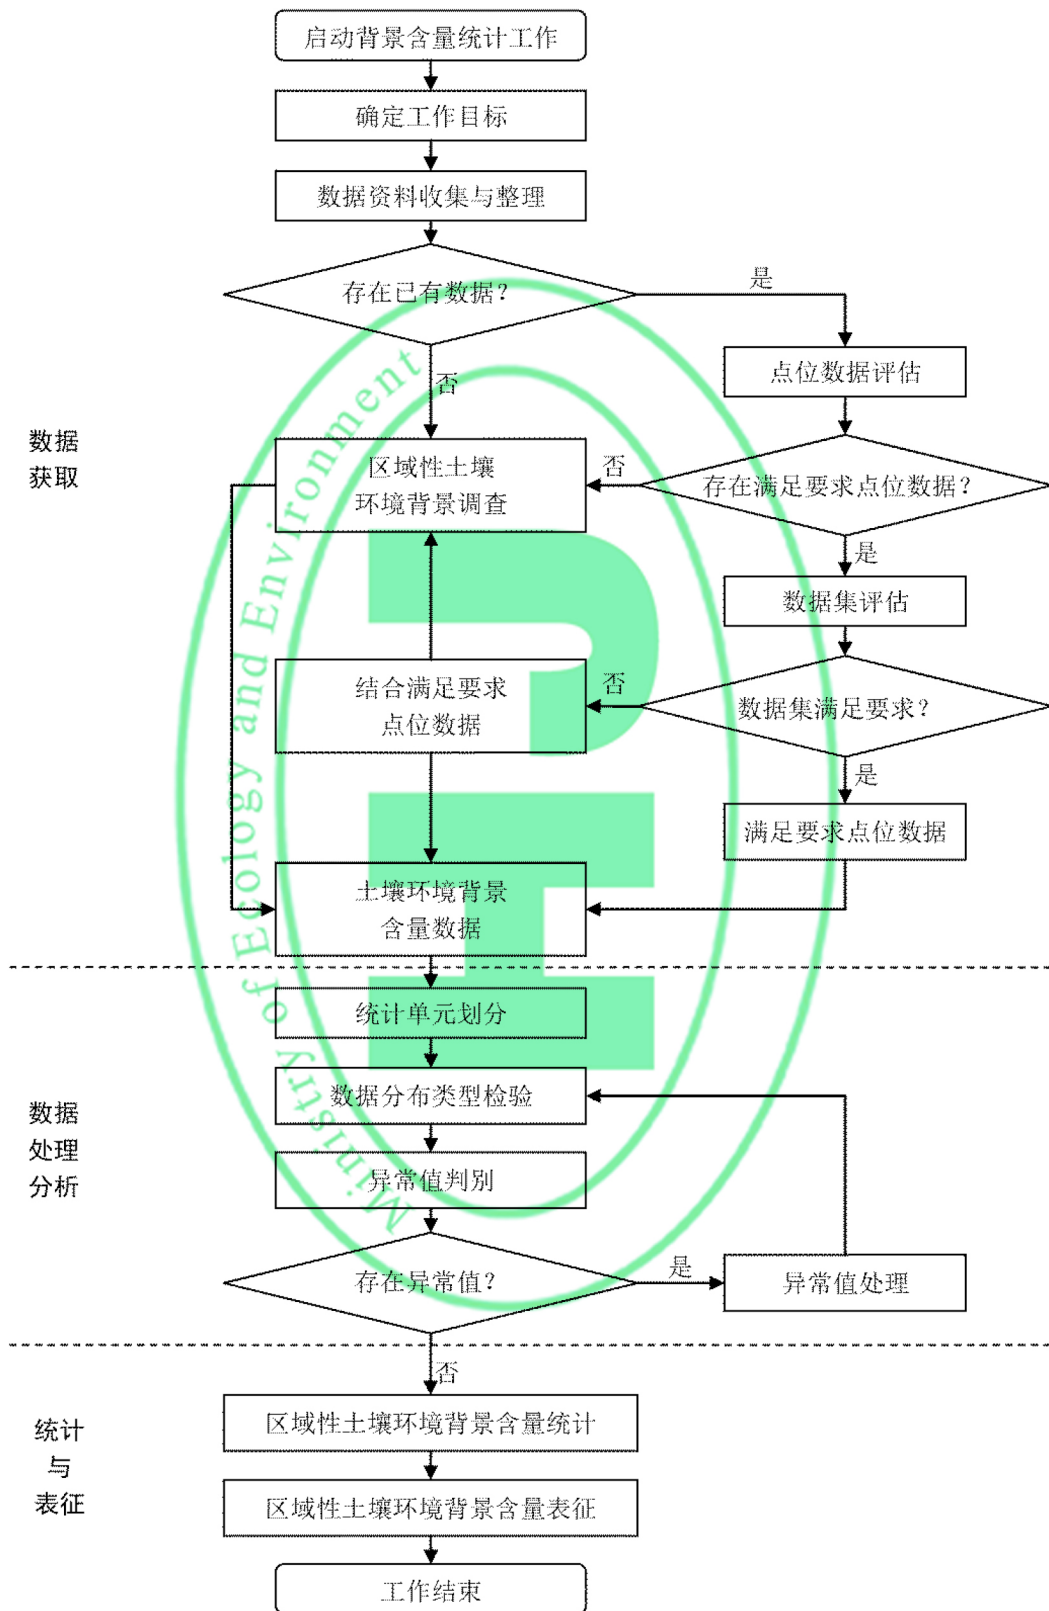 启动背景含量统计工作
确定工作目标
数据资料收集与整理
存在已有数据?
是
点位数据评估
否
数据
获取
区域性土壤
环境背景调查
否
存在满足要求点位数据?
是
数据集评估
结合满足要求
点位数据
否
数据集满足要求?
是
满足要求点位数据
土壤环境背景
含量数据
统计单元划分
数据分布类型检验
数据
处理
分析
异常值判别
存在异常值?
是
异常值处理
否
区域性土壤环境背景含量统计
统计
与
表征
区域性土壤环境背景含量表征
工作结束
Ministry of Ecology and Environment